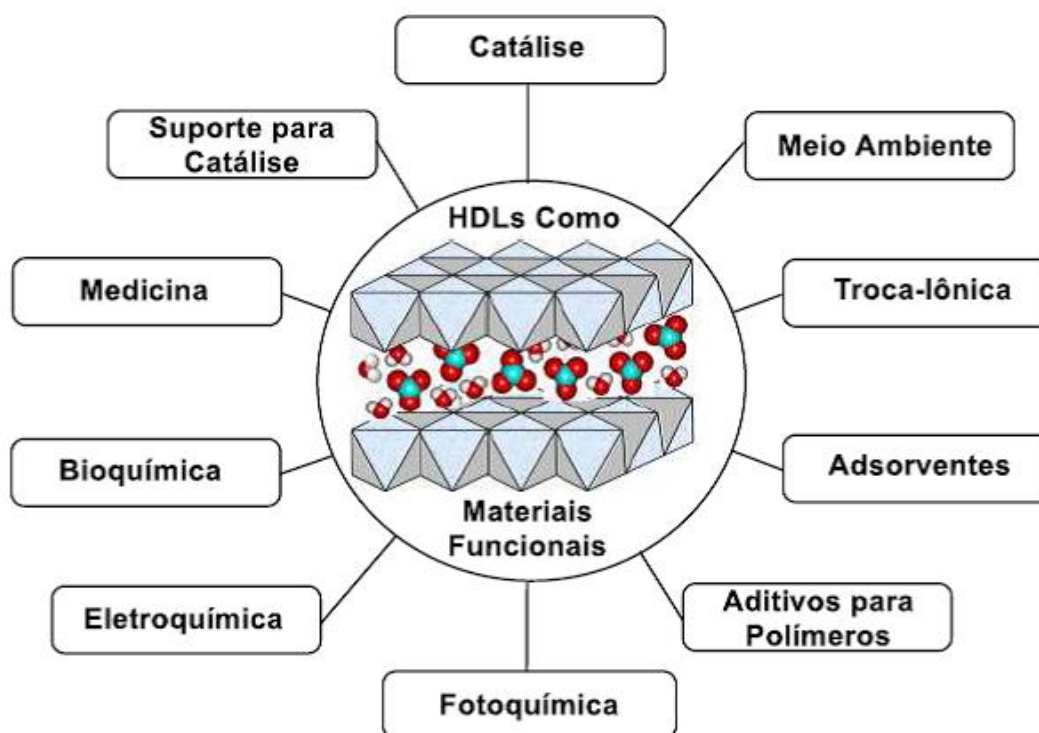 Catálise
Suporte para
Catálise
Meio Ambiente
HDLs Como
Medicina
Troca-Iônica
Bioquímica
Adsorventes
Materiais
Funcionais
Eletroquímica
Aditivos para
Polímeros
Fotoquímica